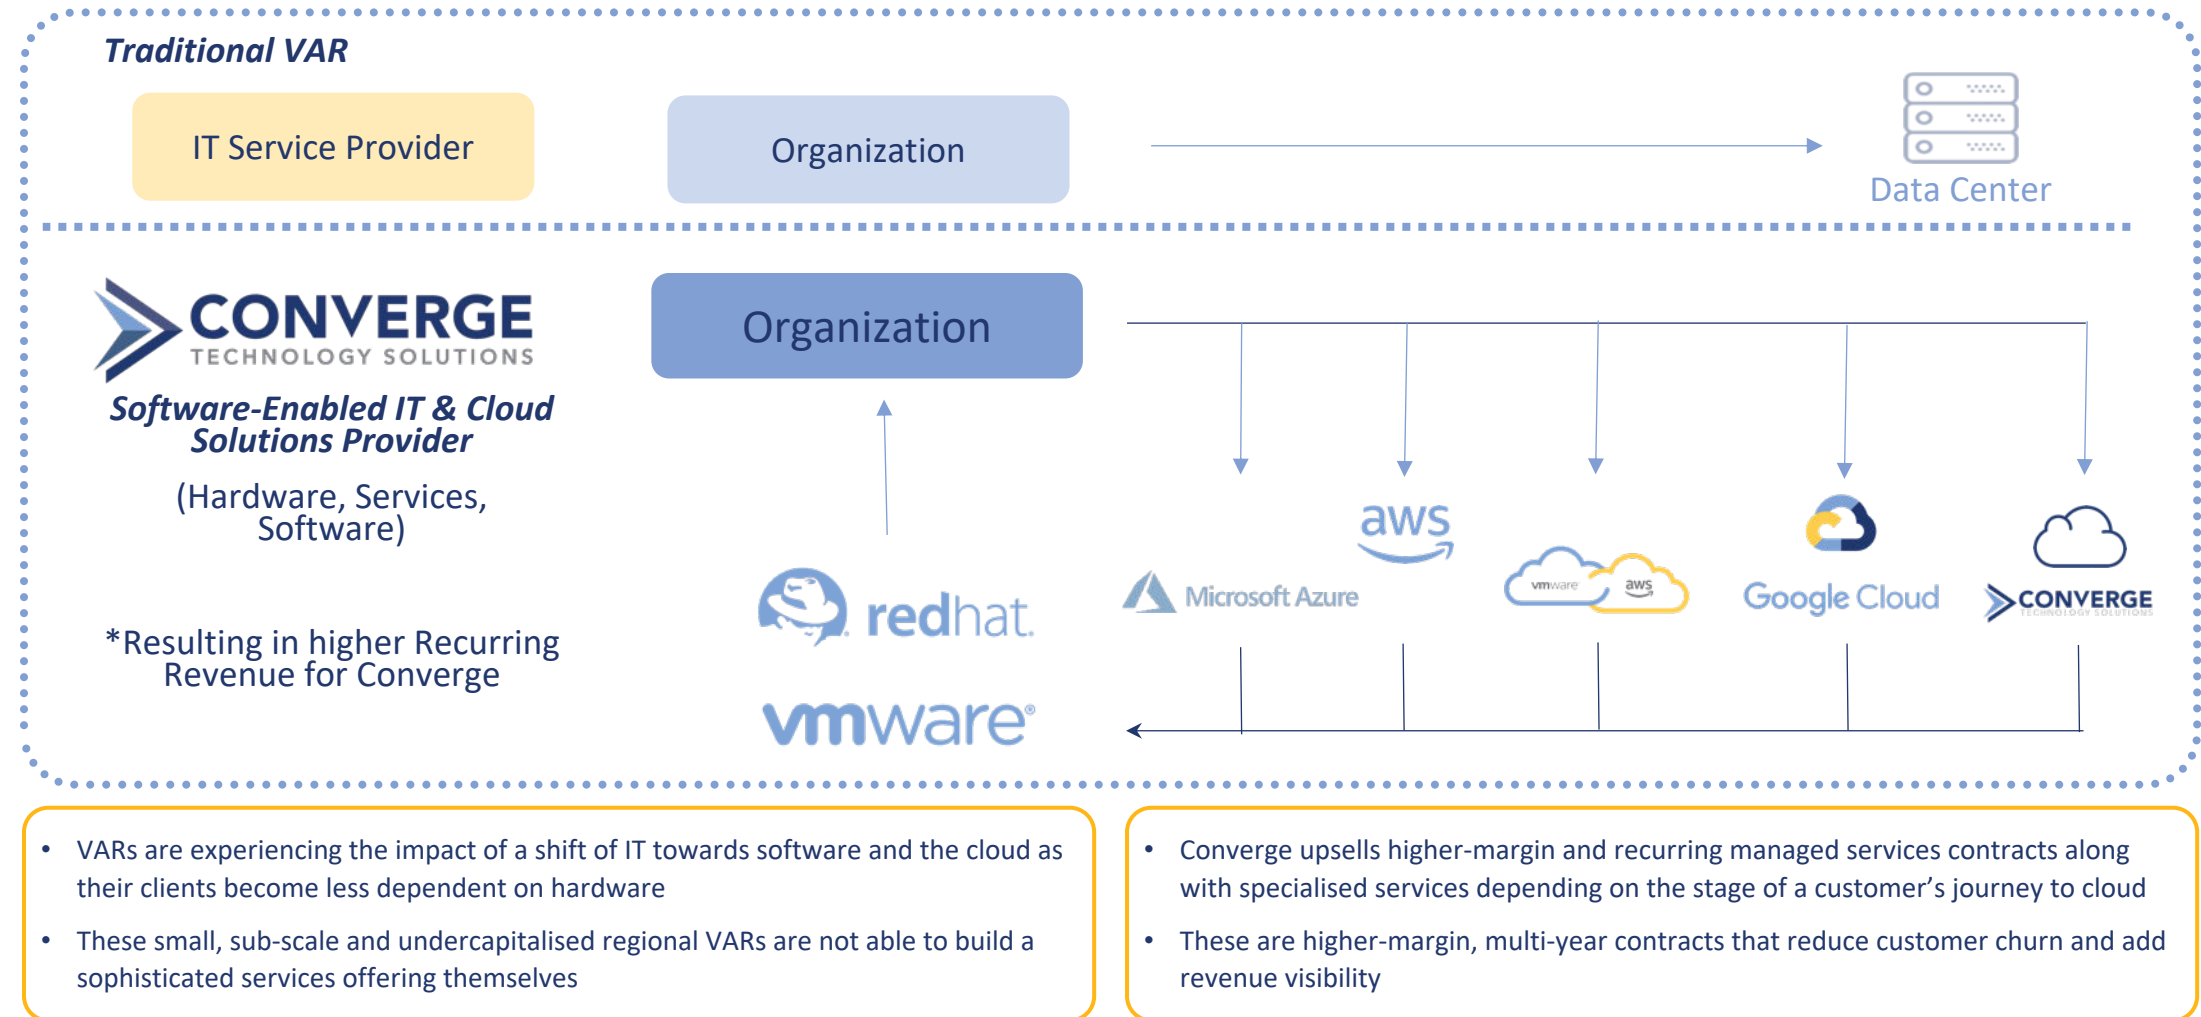 Traditional VAR
IT Service Provider
Organization
Data Center
CONVERGE
TECHNOLOGY SOLUTIONS
Software-Enabled IT & Cloud
Solutions Provider
(Hardware, Services,
Software)
*Resulting in higher Recurring
Revenue for Converge
Organization
redhat.
vmware®
Microsoft Azure
aws
vmware
aws
Google Cloud
CONVERGE
TECHNOLOGY SOLUTIONS
• VARs are experiencing the impact of a shift of IT towards software and the cloud as
their clients become less dependent on hardware
• These small, sub-scale and undercapitalised regional VARs are not able to build a
sophisticated services offering themselves
• Converge upsells higher-margin and recurring managed services contracts along
with specialised services depending on the stage of a customer’s journey to cloud
• These are higher-margin, multi-year contracts that reduce customer churn and add
revenue visibility